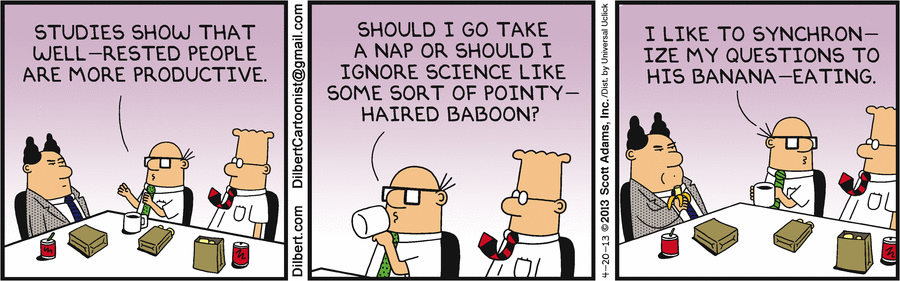 STUDIES SHOW THAT
WELL—RESTED PEOPLE
ARE MORE PRODUCTIVE.
Dilbert.com DilbertCartoonist@gmail.com
SHOULD I GO TAKE
A NAP OR SHOULD I
IGNORE SCIENCE LIKE
SOME SORT OF POINTY—
HAIRED BABOON?
4-20-13 © 2013 Scott Adams, Inc. /Dist. by Universal Uclick
I LIKE TO SYNCHRON—
IZE MY QUESTIONS TO
HIS BANANA—EATING.